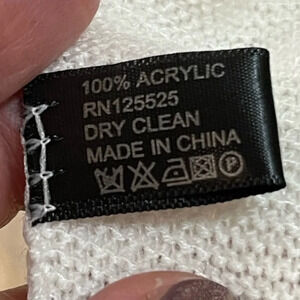 100% ACRYLIC
RN125525
DRY CLEAN
MADE IN CHINA
P